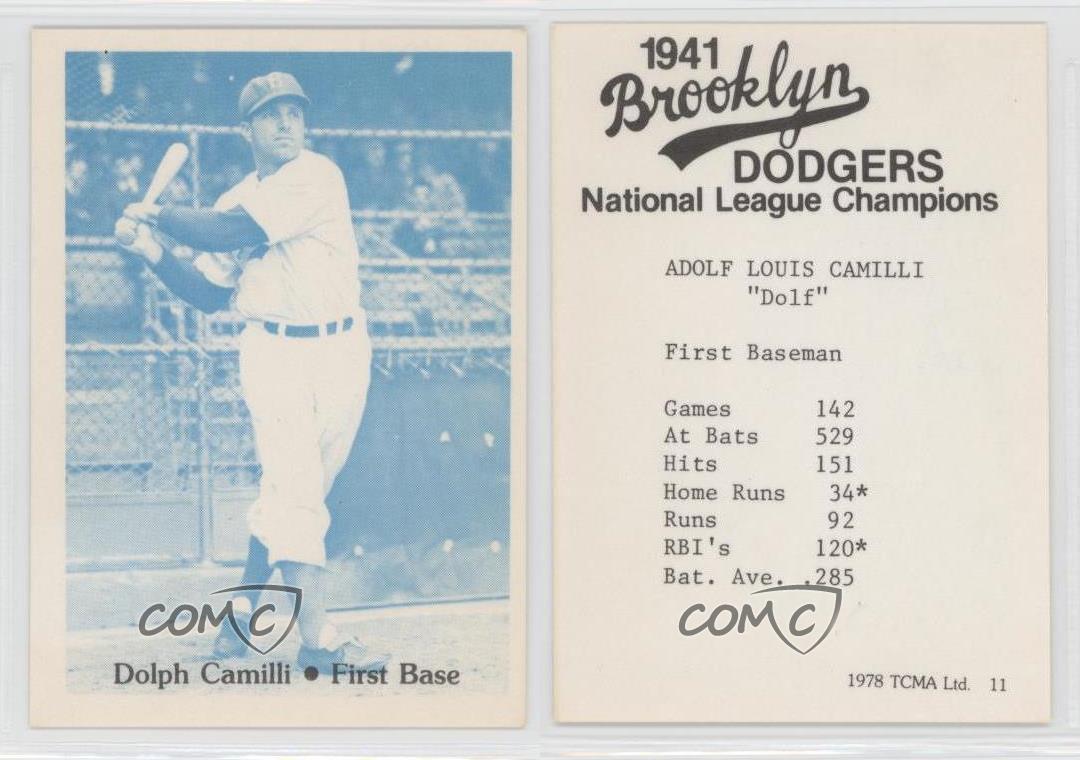 Dolph Camilli ● First Base
COMC
1941
Brooklyn
DODGERS
National League Champions
ADOLF LOUIS CAMILLI
"Dolf"
First Baseman
Games 142
At Bats 529
Hits 151
Home Runs 34*
Runs 92
RBI's 120*
Bat. Ave. .285
COMC
1978 TCMA Ltd. 11